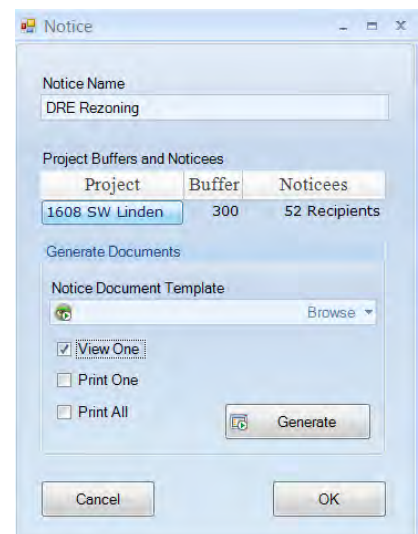 Notice
Notice Name
DRE Rezoning
Project Buffers and Noticees
Project Buffer Noticees
1608 SW Linden 300 52 Recipients
Generate Documents
Notice Document Template
Browse
View One
Print One
Print All
Generate
Cancel OK